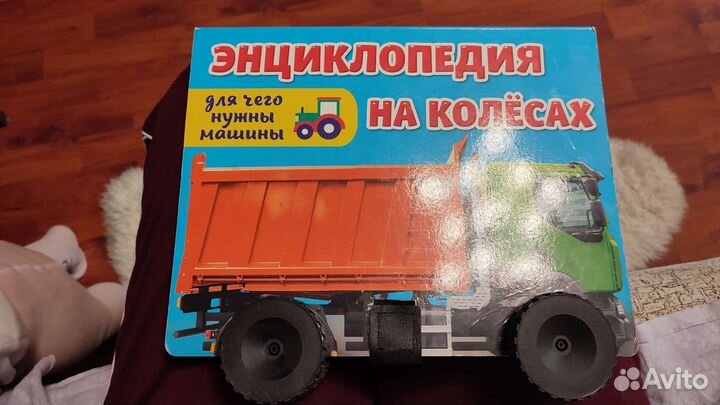 ЭНЦИКЛОПЕДИЯ
НА КОЛЁСАХ
для чего
нужны
машины
Avito